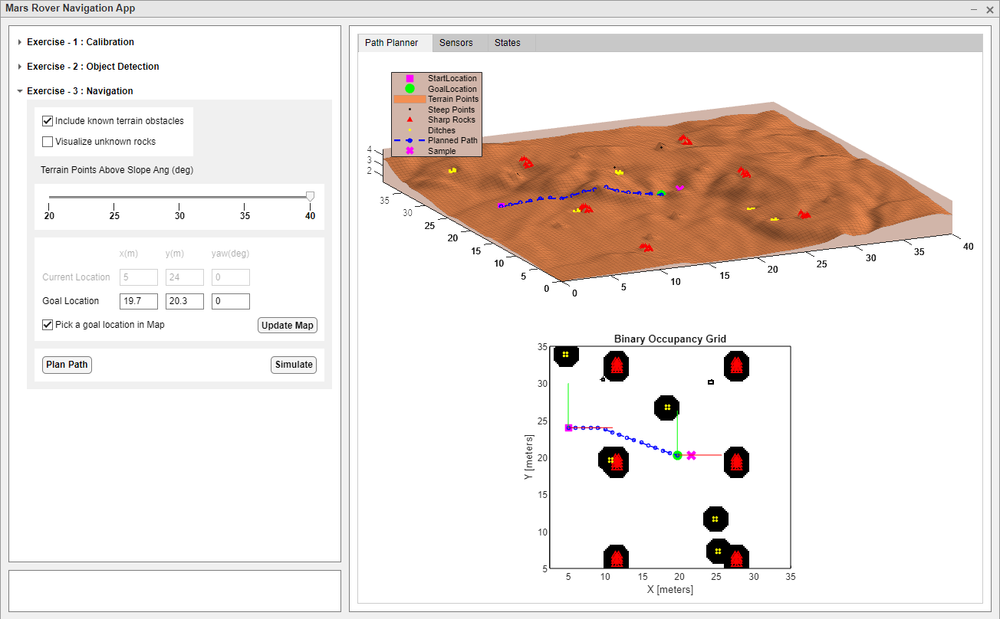 Mars Rover Navigation App
Exercise - 1 : Calibration
Exercise - 2 : Object Detection
Exercise - 3 : Navigation
Include known terrain obstacles
Visualize unknown rocks
Terrain Points Above Slope Ang (deg)
20 25 30 35 40
x(m) y(m) yaw(deg)
Current Location 5 24 0
Goal Location 19.7 20.3 0
Pick a goal location in Map Update Map
Plan Path Simulate
Path Planner Sensors States
StartLocation
GoalLocation
Terrain Points
Steep Points
Sharp Rocks
Ditches
Planned Path
Sample
4
3
2
35
30
25
20
15
10
5
0
0 5 10 15 20 25 30 35 40
Binary Occupancy Grid
35
30
25
20
15
10
5
Y [meters]
5 10 15 20 25 30 35
X [meters]